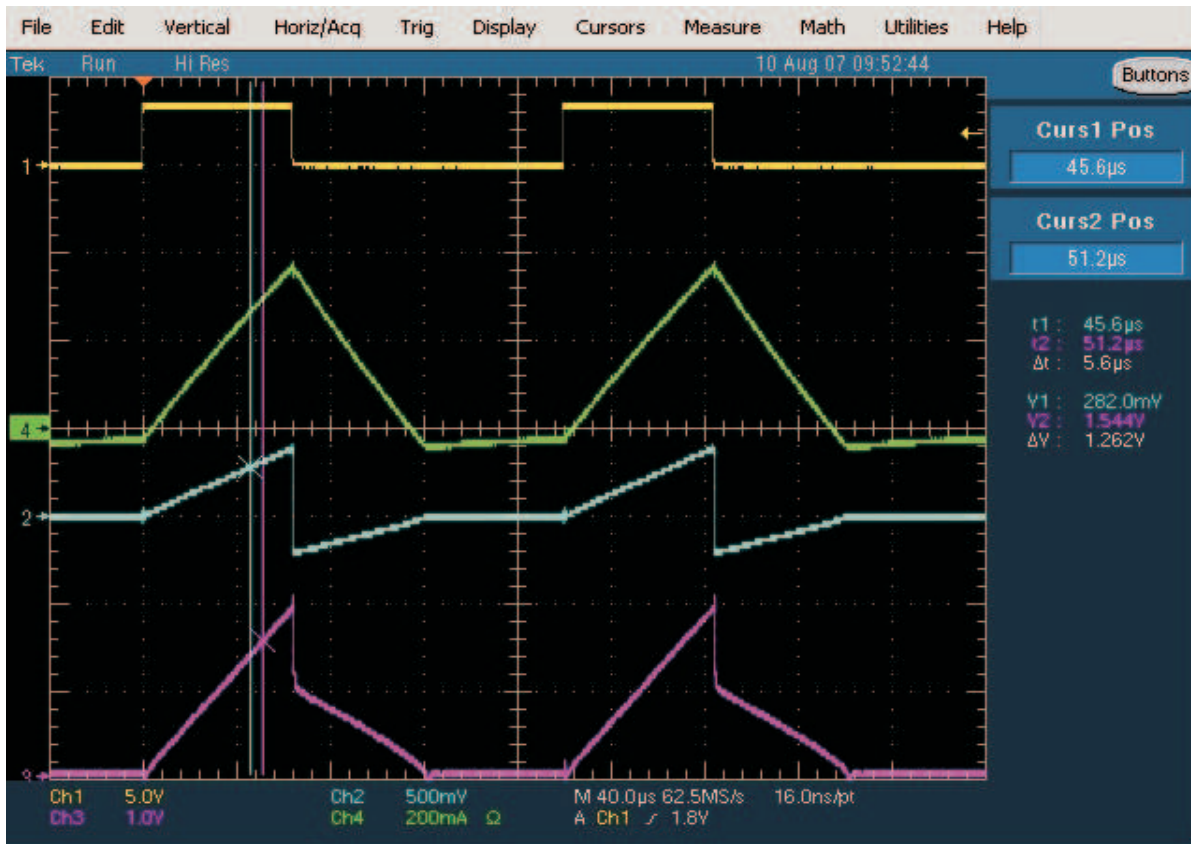 File Edit Vertical Horiz/Acq Trig Display Cursors Measure Math Utilities Help
Tek Run Hi Res 10 Aug 07 09:52:44
Buttons
Curs1 Pos
45.6µs
Curs2 Pos
51.2µs
t1 : 45.6µs
t2 : 51.2µs
Δt : 5.6µs
V1 : 282.0mV
V2 : 1.544V
ΔV : 1.262V
1
4
2
3
Ch1 5.0V Ch2 500mV M 40.0µs 62.5MS/s 16.0ns/pt
Ch3 1.0V Ch4 200mA Ω A Ch1 ⁄ 1.8V